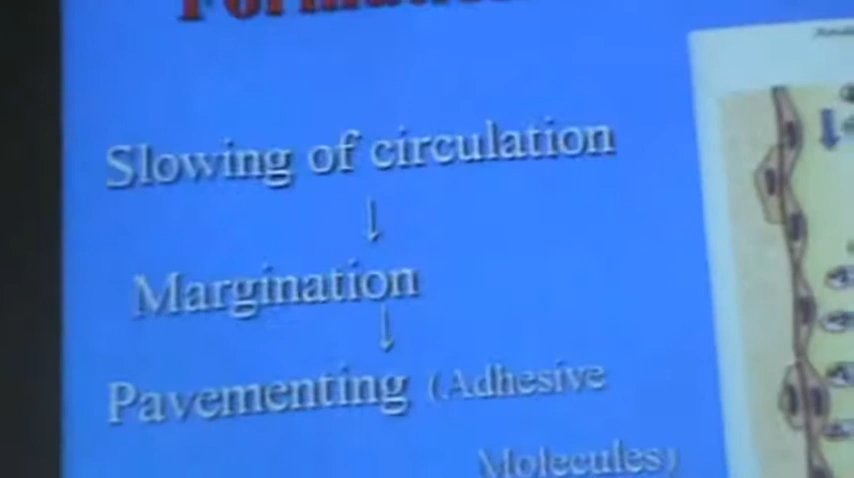 Slowing of circulation
↓
Margination
↓
Pavementing (Adhesive
Molecules)